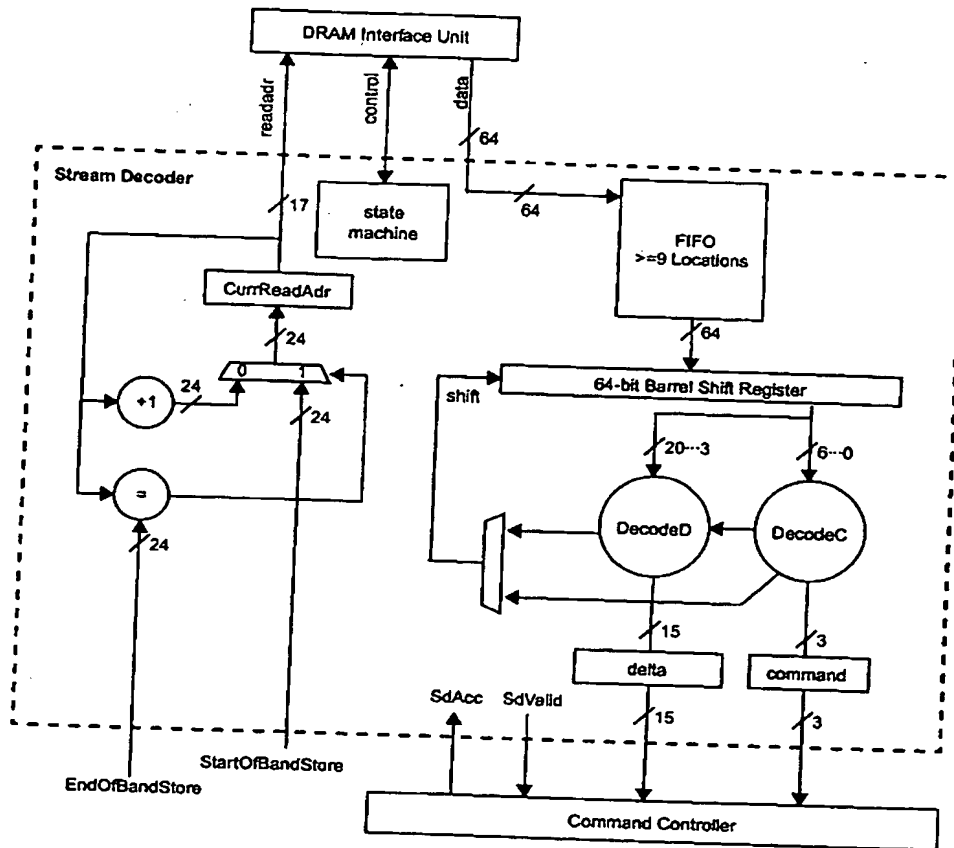 DRAM Interface Unit
readadr
control
data
64
Stream Decoder
17
state
machine
64
FIFO
>=9 Locations
CurrReadAdr
24
64
0 1
24
+1
24
shift
64-bit Barrel Shift Register
20---3
6---0
=
24
DecodeD
DecodeC
15
3
delta
command
SdAcc
SdValid
15
3
StartOfBandStore
EndOfBandStore
Command Controller